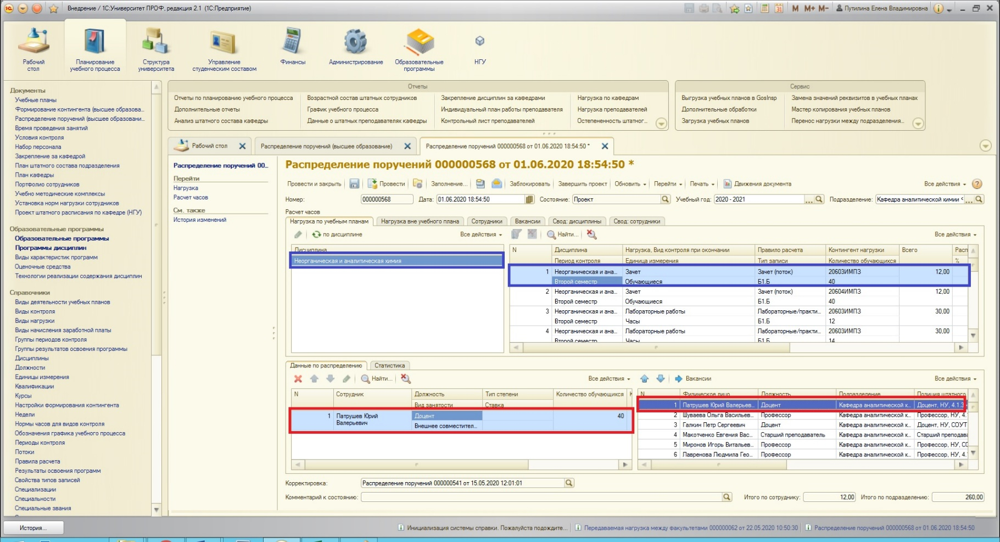 Внедрение / 1С:Университет ПРОФ, редакция 2.1 (1С:Предприятие)
M M+ M- Путилина Елена Владимировна
Рабочий стол
Планирование учебного процесса
Структура университета
Управление студенческим составом
Финансы
Администрирование
Образовательные программы
НГУ
Документы
Учебные планы
Формирование контингента (высшее образова...
Распределение поручений (высшее образовани...
Время проведения занятий
Условия контроля
Набор персонала
Закрепление за кафедрой
План штатного состава подразделения
План кафедры
Портфолио сотрудников
Учебно методические комплексы
Установка норм нагрузки сотрудников
Проект штатного расписания по кафедре (НГУ)
Образовательные программы
Образовательные программы
Программы дисциплин
Виды характеристик программ
Оценочные средства
Технологии реализации содержания дисциплин
Справочники
Виды деятельности учебных планов
Виды контроля
Виды нагрузки
Виды начисления заработной платы
Группы периодов контроля
Группы результатов освоения программы
Дисциплины
Должности
Единицы измерения
Квалификации
Курсы
Настройки формирования контингента
Недели
Нормы часов для видов контроля
Обозначения графика учебного процесса
Периоды контроля
Потоки
Правила расчета
Результаты освоения программ
Свойства типов записей
Специализации
Специальности
Специальные звания
Отчеты
Отчеты по планированию учебного процесса
Дополнительные отчеты
Анализ штатного состава кафедры
Возрастной состав штатных сотрудников
График учебного процесса
Данные о штатных преподавателях кафедры
Закрепление дисциплин за кафедрами
Индивидуальный план работы преподавателя
Контрольный лист преподавателей
Нагрузка по кафедрам
Нагрузка преподавателей
Остепененность штатног...
Сервис
Выгрузка учебных планов в GosInsp
Дополнительные обработки
Загрузка учебных планов
Замена значений реквизитов в учебных планах
Мастер копирования учебных планов
Перенос нагрузки между подразделения...
Рабочий стол
Распределение поручений (высшее образование)
Распределение поручений 000000568 от 01.06.2020 18:54:50 *
Распределение поручений 00...
Перейти
Нагрузка
Расчет часов
См. также
История изменений
Распределение поручений 000000568 от 01.06.2020 18:54:50 *
Провести и закрыть Провести Заполнение... Заблокировать Завершить проект Обновить Перейти Печать Движения документа Все действия
Номер: 000000568 Дата: 01.06.2020 18:54:50 Состояние: Проект Учебный год: 2020 - 2021 ... Подразделение: Кафедра аналитической химии ...
Расчет часов
Нагрузка по учебным планам Нагрузка вне учебного плана Сотрудники Вакансии Свод: дисциплины Свод: сотрудники
по дисциплине Все действия
Дисциплина
Неорганическая и аналитическая химия
Найти... Все действия
N Дисциплина Нагрузка, Вид контроля при окончании Правило расчета Контингент нагрузки Всего Расп
Период контроля Единица измерения Тип записи Количество обучающихся %
1 Неорганическая и ана... Зачет Зачет (поток) 20603ИМПЗ 12,00
Второй семестр Обучающиеся Б1.Б 40
2 Неорганическая и ана... Зачет Зачет (поток) 20604ИМПЗ 12,00
Второй семестр Обучающиеся Б1.Б 40
3 Неорганическая и ана... Лабораторные работы Лабораторные/практи... 20603ИМПЗ 30,00
Второй семестр Часы Б1.Б 12
4 Неорганическая и ана... Лабораторные работы Лабораторные/практи... 20603ИМПЗ 30,00
Второй семестр Часы Б1.Б 14
Данные по распределению Статистика
Найти... Все действия
N Сотрудник Должность Тип степени Количество обучающихся
Вид занятости Ставка
1 Патрушев Юрий Валерьевич Доцент 40
Внешнее совместител...
Вакансии Все действия
N Физическое лицо Должность Подразделение Позиция штатного
1 Патрушев Юрий Валерьев... Доцент Кафедра аналитической х... Доцент, НУ, 4.1.3
2 Шуваева Ольга Васильев... Профессор Кафедра аналитической х... Профессор, НУ, 4.
3 Галкин Петр Сергеевич Доцент Кафедра аналитической х... Доцент, НУ, СОУТ
4 Макотченко Евгения Вас... Старший преподаватель Кафедра аналитической х... Старший преподава
5 Миронов Игорь Витальев... Профессор Кафедра аналитической х... Профессор, НУ, СО
6 Лавренова Людмила Гео... Профессор Кафедра аналитической х... Профессор, НУ, 4.
Корректировка: Распределение поручений 000000541 от 15.05.2020 12:01:01
Комментарий к состоянию: Итого по сотруднику: 12,00 Итого по подразделению: 260,00
История... Инициализация системы справки. Пожалуйста подождите... Передаваемая нагрузка между факультетами 000000062 от 22.05.2020 10:50:30 Распределение поручений 000000568 от 01.06.2020 18:54:50